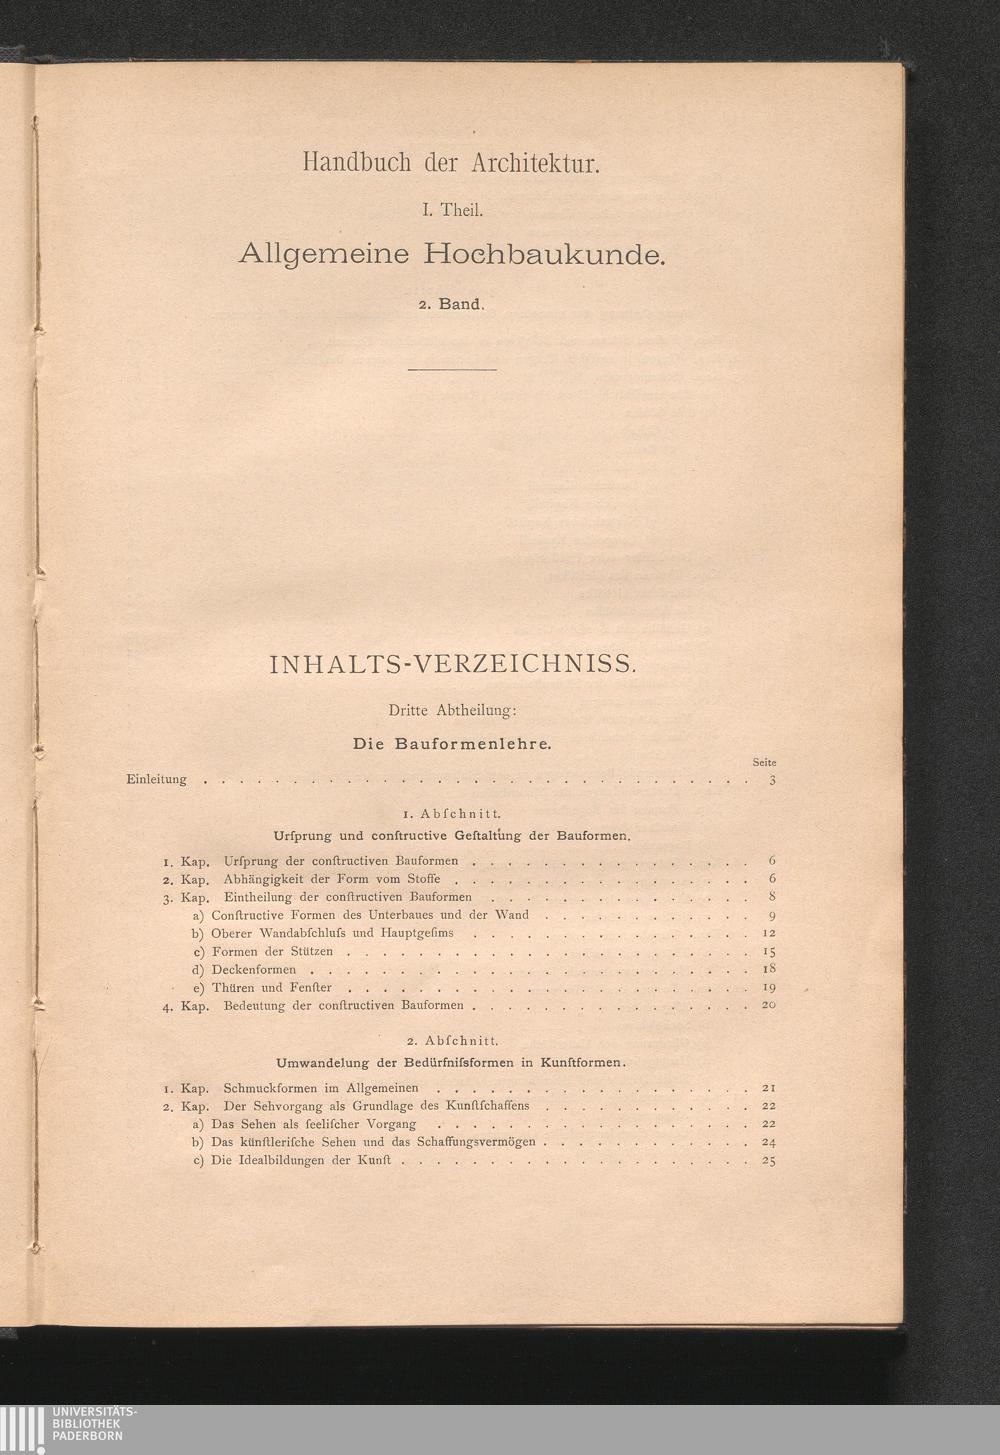 Handbuch der Architektur.
I. Theil.
Allgemeine Hochbaukunde.
2. Band.
INHALTS-VERZEICHNISS.
Dritte Abtheilung:
Die Bauformenlehre.
Seite
Einleitung . . . . . . . . . . . . . . . . . . . . . . . . . 3
1. Abſchnitt.
Urſprung und conſtructive Geſtaltung der Bauformen.
1. Kap. Urſprung der conſtructiven Bauformen . . . . . . . . . . . . . . . . 6
2. Kap. Abhängigkeit der Form vom Stoffe . . . . . . . . . . . . . . . . . 6
3. Kap. Eintheilung der conſtructiven Bauformen . . . . . . . . . . . . . . . 8
a) Conſtructive Formen des Unterbaues und der Wand . . . . . . . . . . . . 9
b) Oberer Wandabſchluſs und Hauptgeſims . . . . . . . . . . . . . . . . 12
c) Formen der Stützen . . . . . . . . . . . . . . . . . . . . . . . 15
d) Deckenformen . . . . . . . . . . . . . . . . . . . . . . . . . 18
e) Thüren und Fenſter . . . . . . . . . . . . . . . . . . . . . . . 19
4. Kap. Bedeutung der conſtructiven Bauformen . . . . . . . . . . . . . . . . 20
2. Abſchnitt.
Umwandelung der Bedürfniſsformen in Kunſtformen.
1. Kap. Schmuckformen im Allgemeinen . . . . . . . . . . . . . . . . . . 21
2. Kap. Der Sehvorgang als Grundlage des Kunſtſchaffens . . . . . . . . . . . . 22
a) Das Sehen als ſeeliſcher Vorgang . . . . . . . . . . . . . . . . . . 22
b) Das künſtleriſche Sehen und das Schaffungsvermögen . . . . . . . . . . . . 24
c) Die Idealbildungen der Kunſt . . . . . . . . . . . . . . . . . . . . 25
UNIVERSITÄTS-
BIBLIOTHEK
PADERBORN